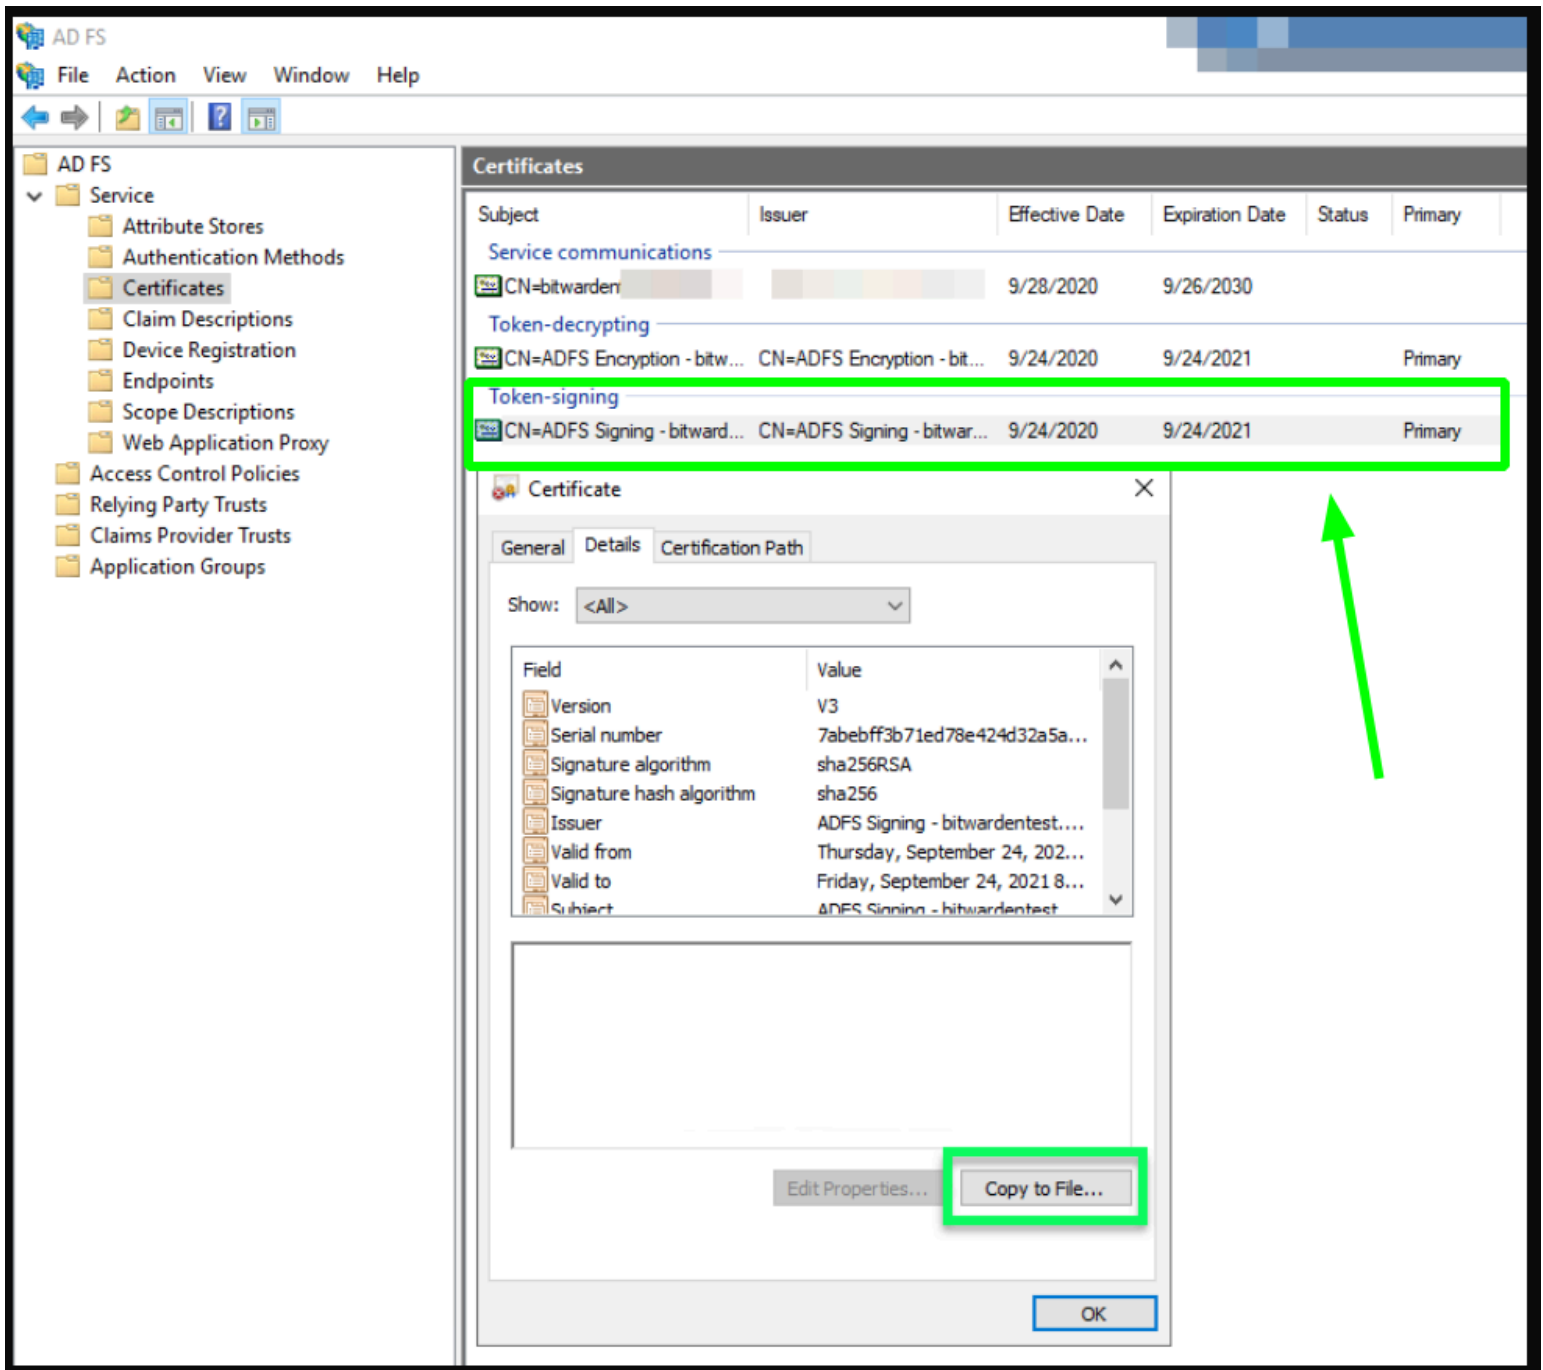 AD FS
File Action View Window Help
AD FS
Service
Attribute Stores
Authentication Methods
Certificates
Claim Descriptions
Device Registration
Endpoints
Scope Descriptions
Web Application Proxy
Access Control Policies
Relying Party Trusts
Claims Provider Trusts
Application Groups
Certificates
Subject Issuer Effective Date Expiration Date Status Primary
Service communications
CN=bitwarden 9/28/2020 9/26/2030
Token-decrypting
CN=ADFS Encryption - bitw... CN=ADFS Encryption - bit... 9/24/2020 9/24/2021 Primary
Token-signing
CN=ADFS Signing - bitward... CN=ADFS Signing - bitwar... 9/24/2020 9/24/2021 Primary
Certificate
General Details Certification Path
Show: <All>
Field Value
Version V3
Serial number 7abebff3b71ed78e424d32a5a...
Signature algorithm sha256RSA
Signature hash algorithm sha256
Issuer ADFS Signing - bitwardentest....
Valid from Thursday, September 24, 202...
Valid to Friday, September 24, 2021 8...
Subject ADFS Signing - bitwardentest
Edit Properties... Copy to File...
OK